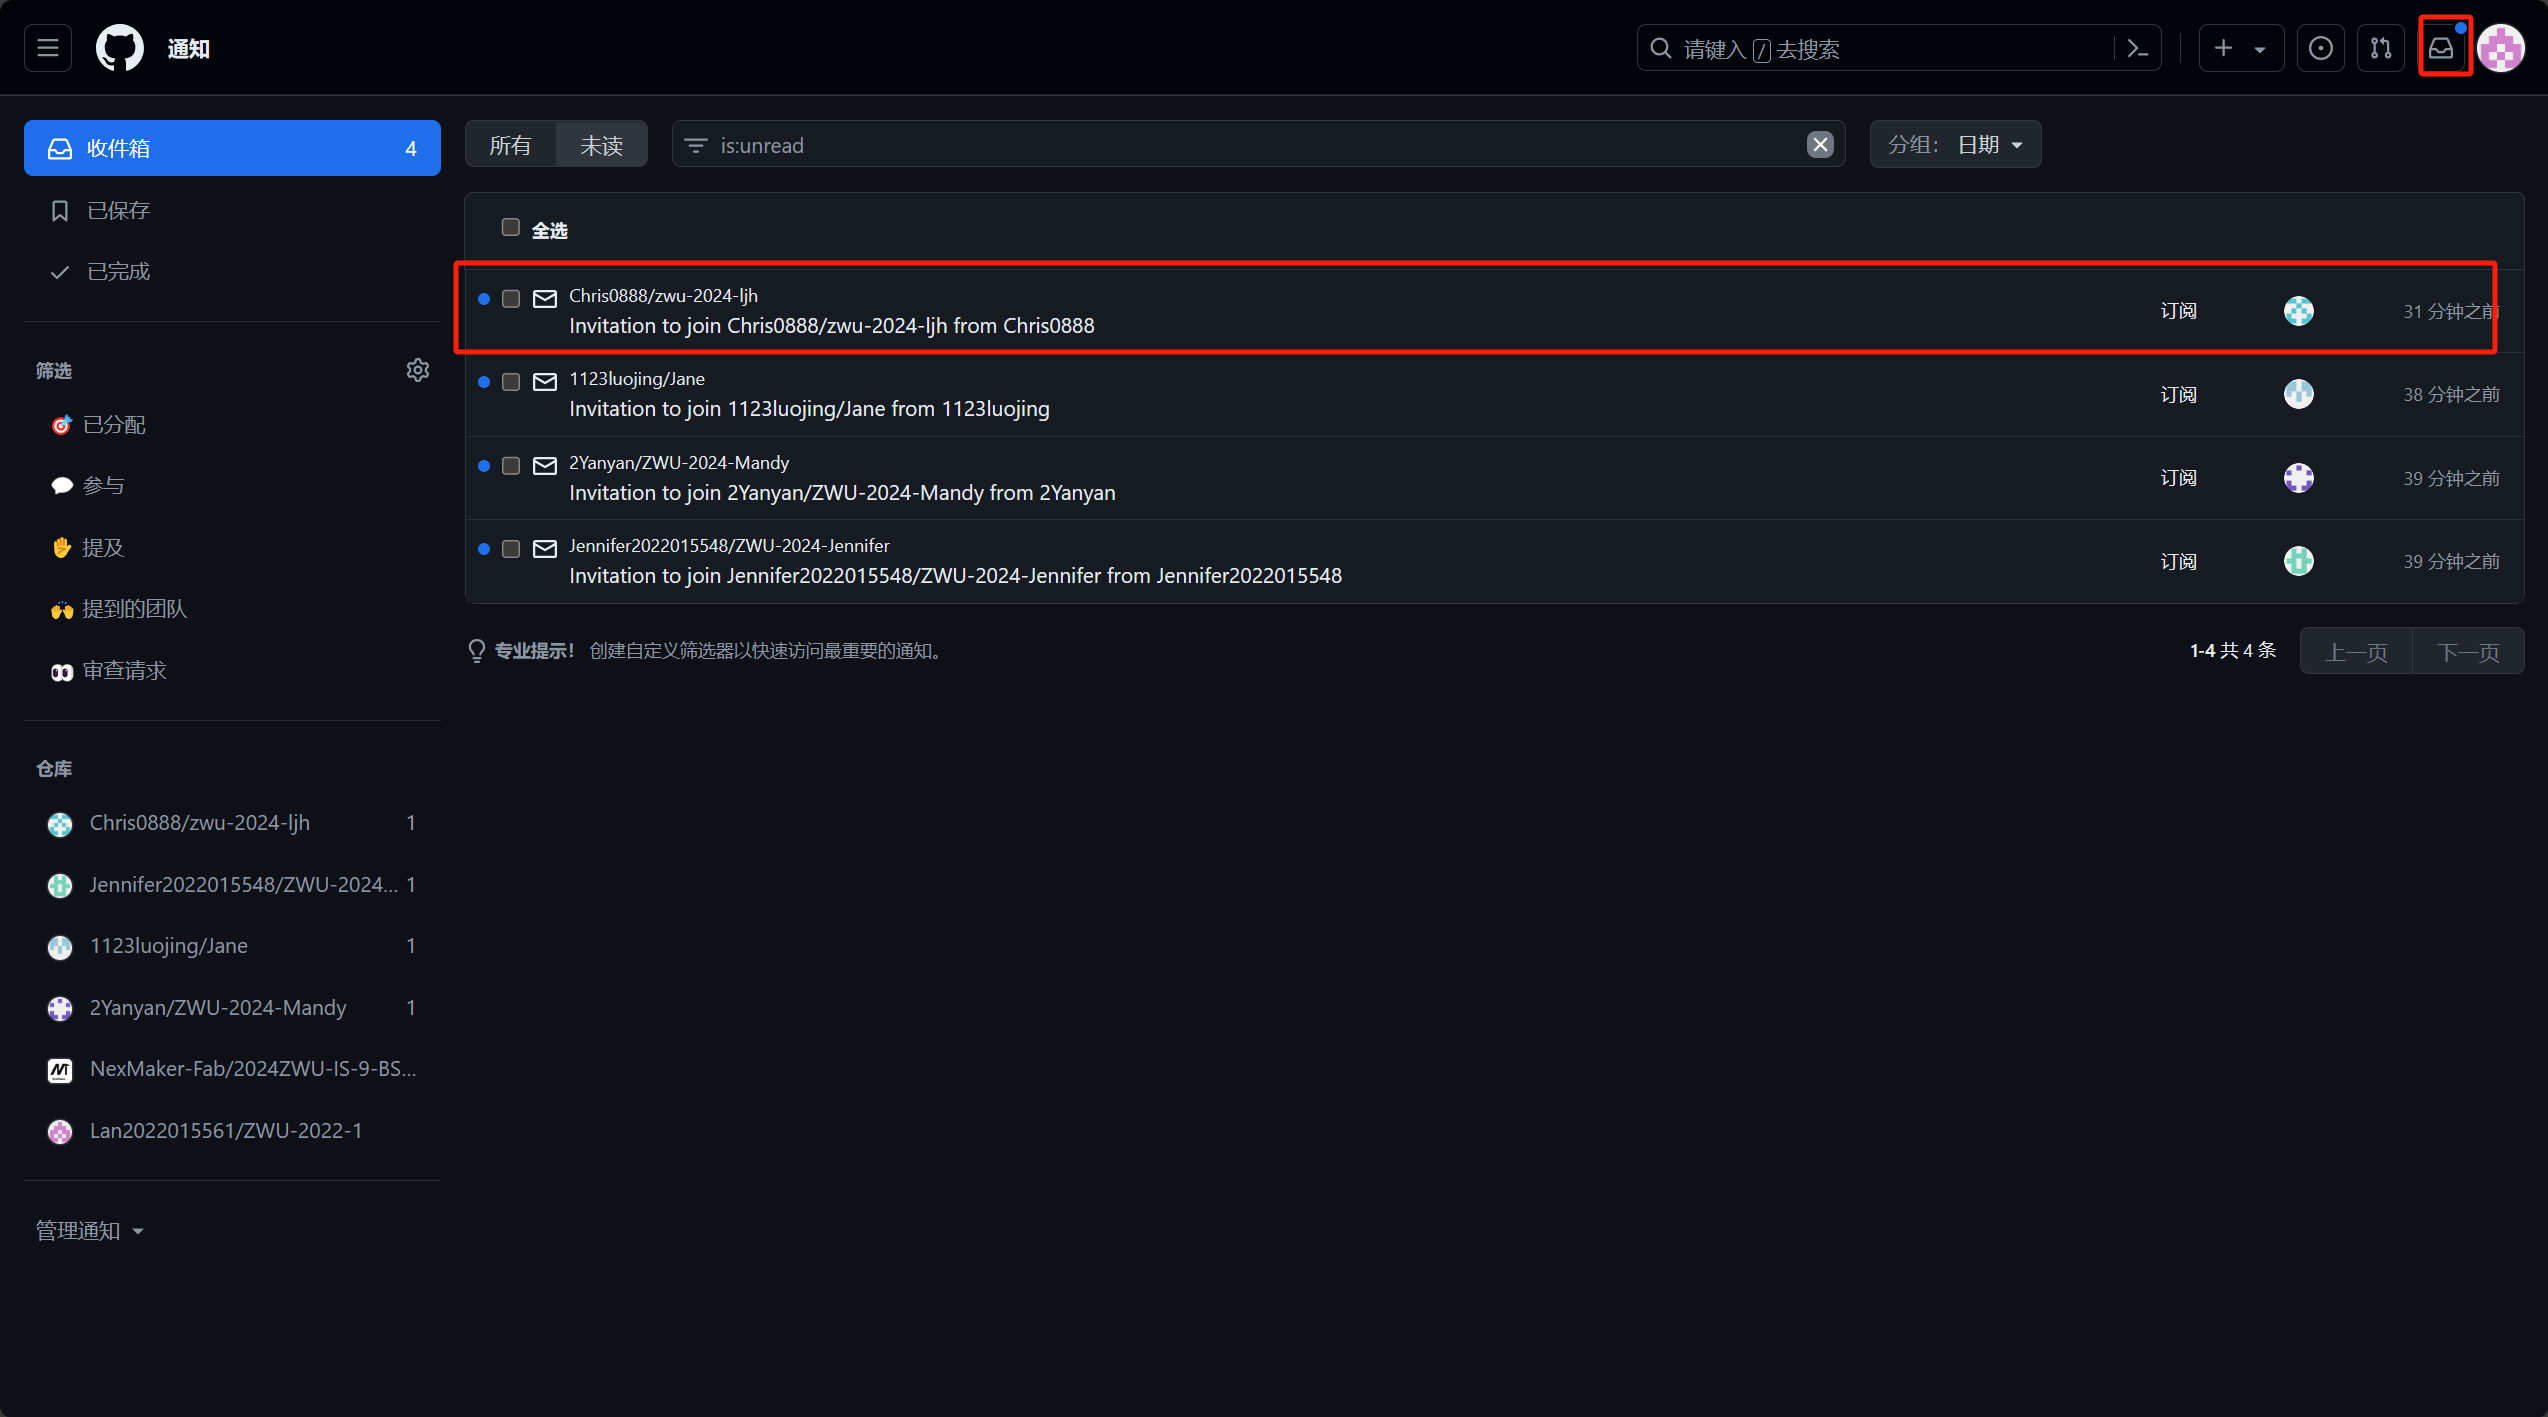 通知
请键入 / 去搜索
收件箱 4
已保存
已完成
筛选
已分配
参与
提及
提到的团队
审查请求
仓库
Chris0888/zwu-2024-ljh 1
Jennifer2022015548/ZWU-2024... 1
1123luojing/Jane 1
2Yanyan/ZWU-2024-Mandy 1
NexMaker-Fab/2024ZWU-IS-9-BS...
Lan2022015561/ZWU-2022-1
管理通知
所有 未读 is:unread 分组： 日期
全选
Chris0888/zwu-2024-ljh
Invitation to join Chris0888/zwu-2024-ljh from Chris0888
订阅 31 分钟之前
1123luojing/Jane
Invitation to join 1123luojing/Jane from 1123luojing
订阅 38 分钟之前
2Yanyan/ZWU-2024-Mandy
Invitation to join 2Yanyan/ZWU-2024-Mandy from 2Yanyan
订阅 39 分钟之前
Jennifer2022015548/ZWU-2024-Jennifer
Invitation to join Jennifer2022015548/ZWU-2024-Jennifer from Jennifer2022015548
订阅 39 分钟之前
专业提示！ 创建自定义筛选器以快速访问最重要的通知。
1-4 共 4 条 上一页 下一页